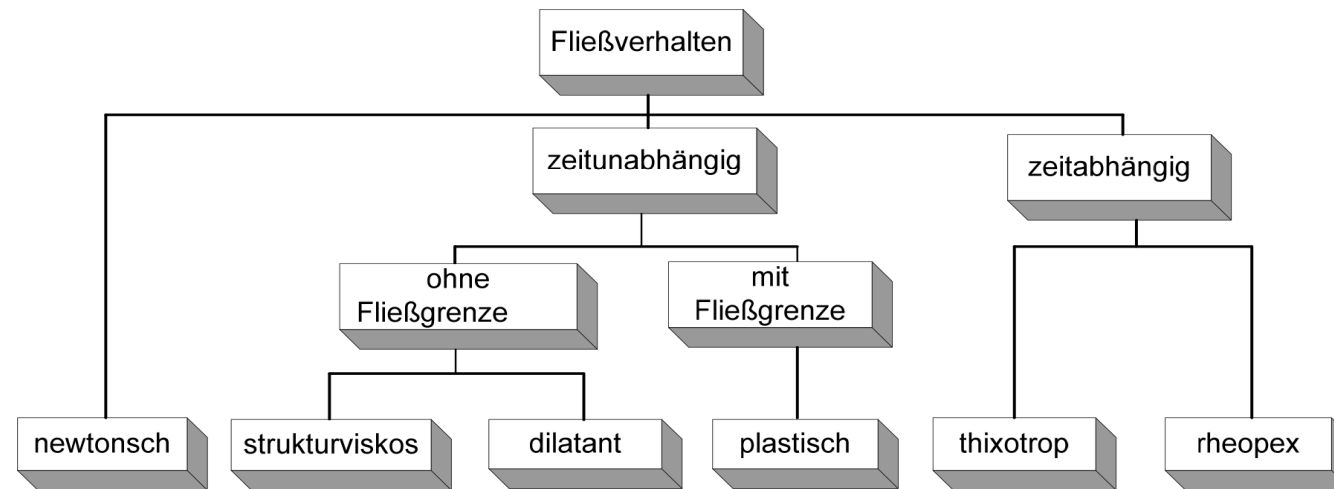 Fließverhalten
zeitunabhängig
zeitabhängig
ohne
Fließgrenze
mit
Fließgrenze
newtonsch
strukturviskos
dilatant
plastisch
thixotrop
rheopex